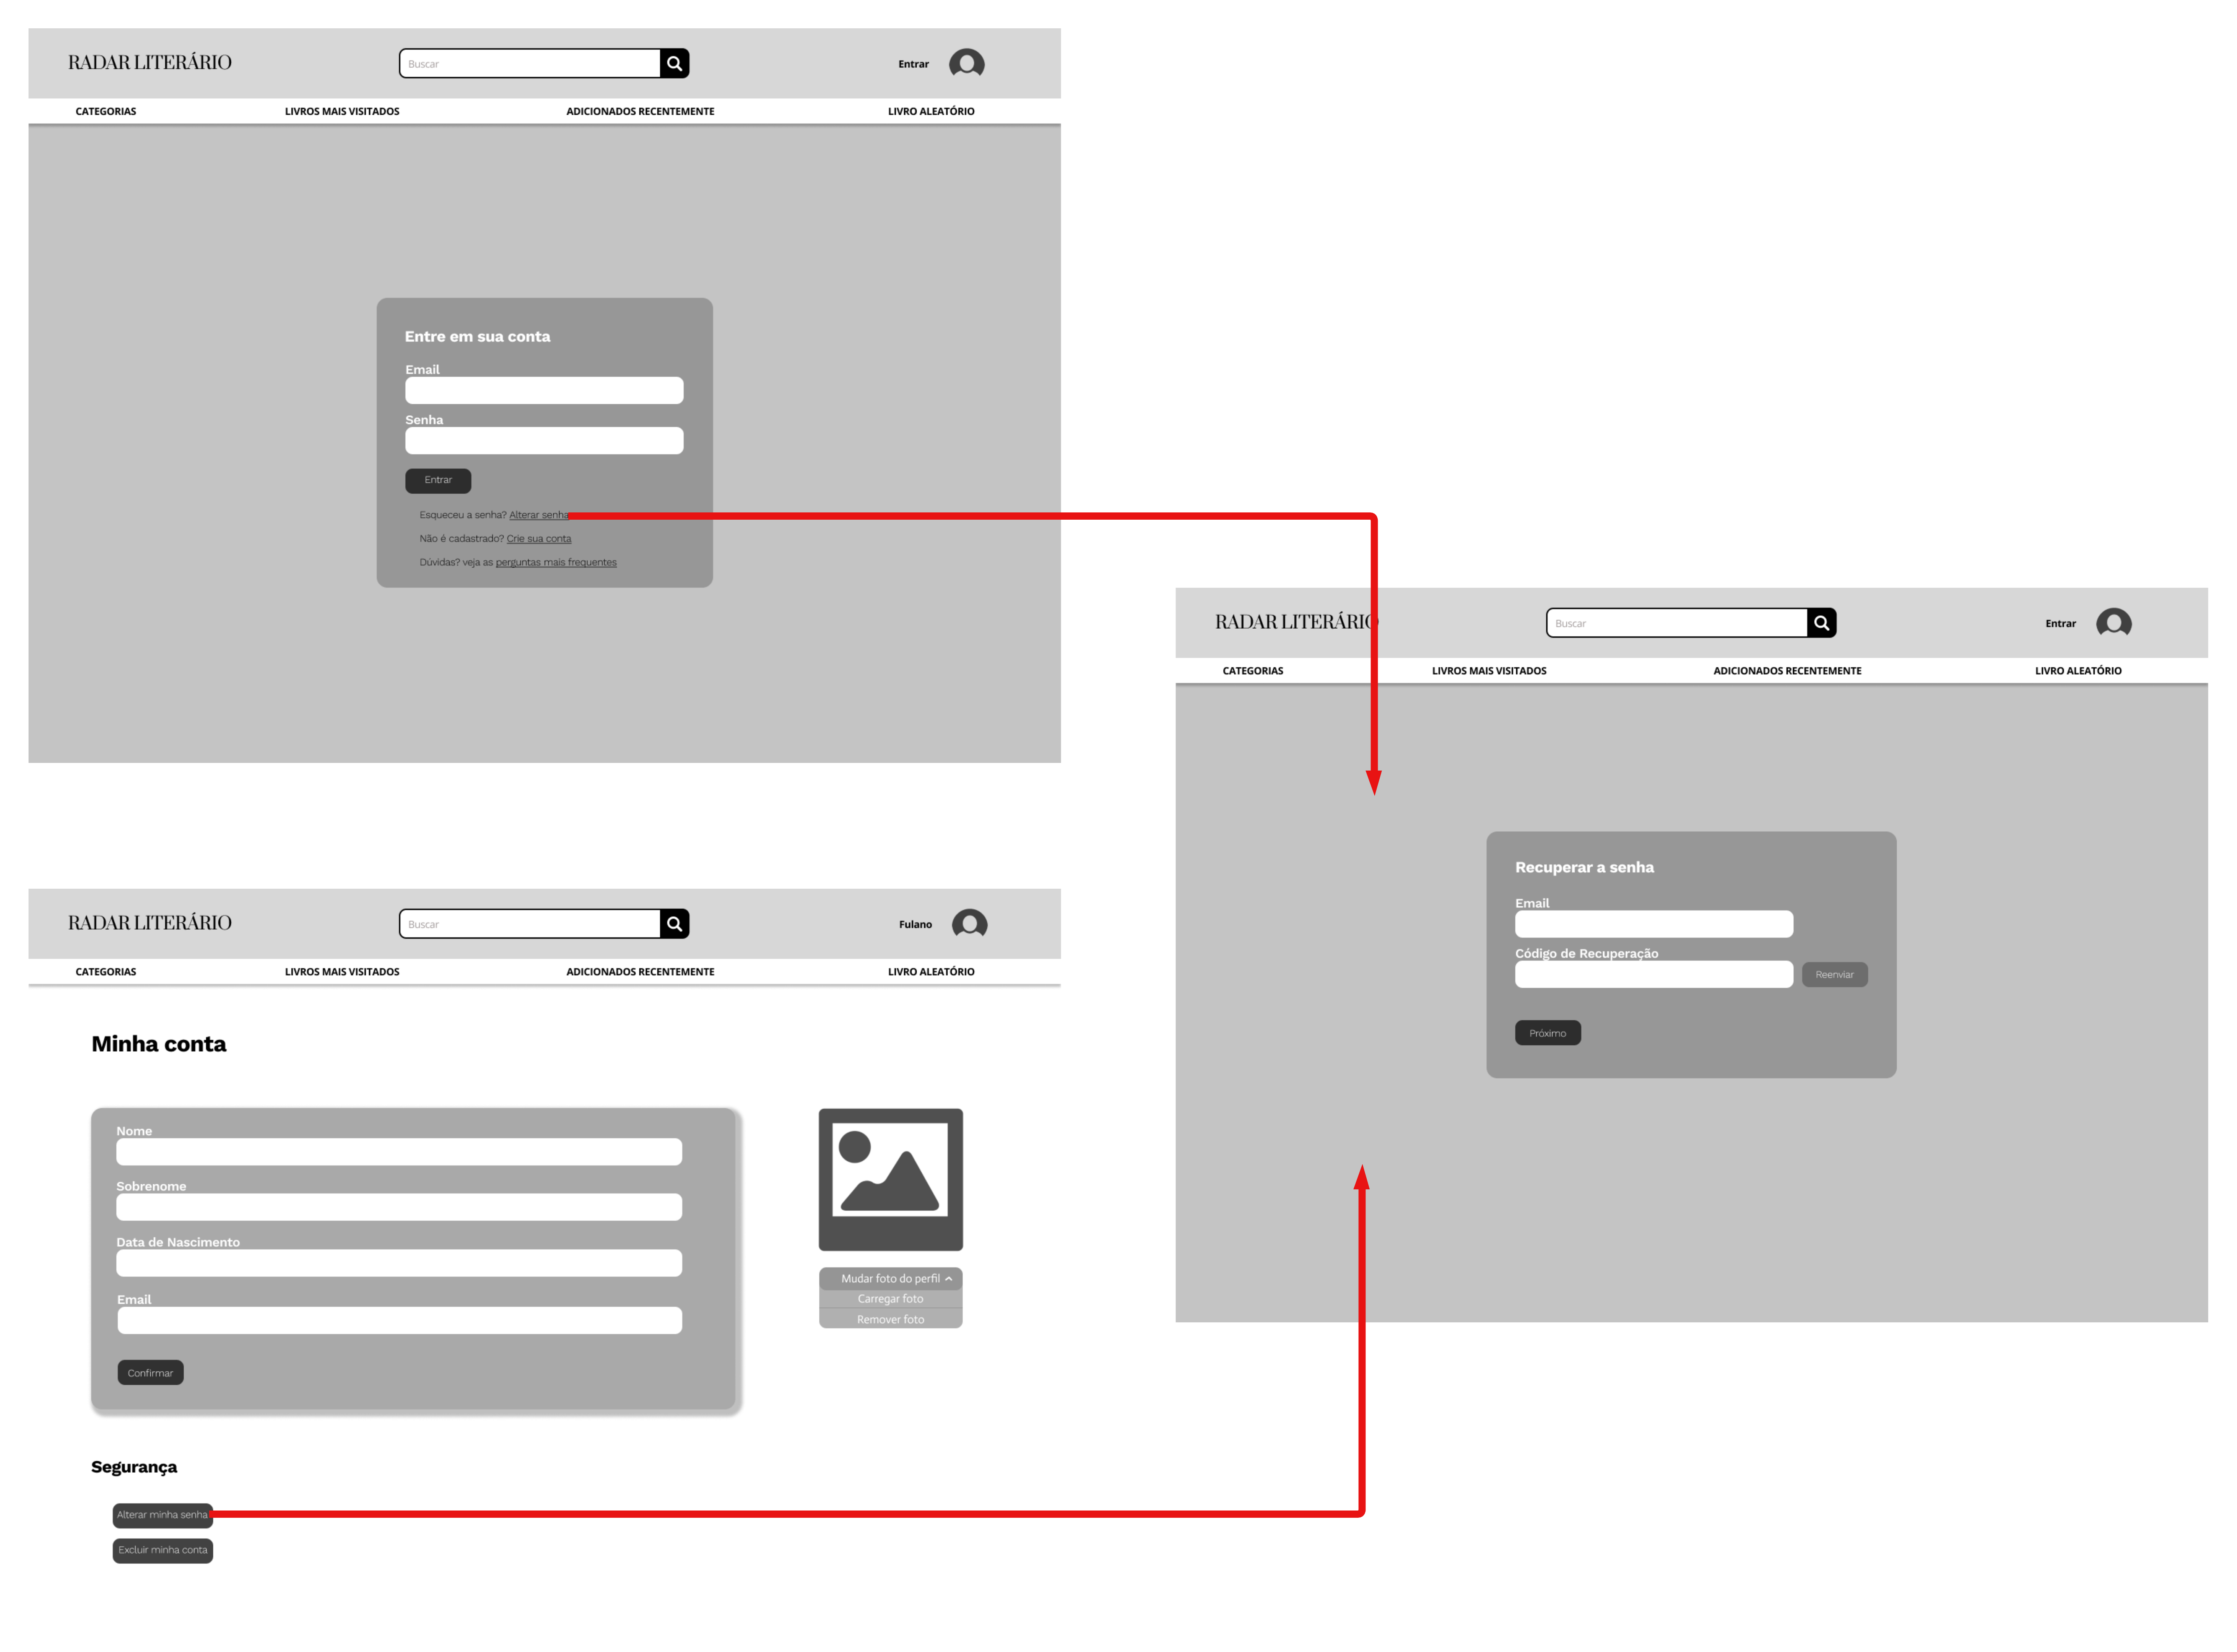 RADAR LITERÁRIO
Buscar
Entrar
CATEGORIAS
LIVROS MAIS VISITADOS
ADICIONADOS RECENTEMENTE
LIVRO ALEATÓRIO
Entre em sua conta
Email
Senha
Entrar
Esqueceu a senha? Alterar senha
Não é cadastrado? Crie sua conta
Dúvidas? veja as perguntas mais frequentes
RADAR LITERÁRIO
Buscar
Entrar
CATEGORIAS
LIVROS MAIS VISITADOS
ADICIONADOS RECENTEMENTE
LIVRO ALEATÓRIO
Recuperar a senha
Email
Código de Recuperação
Reenviar
Próximo
RADAR LITERÁRIO
Buscar
Fulano
CATEGORIAS
LIVROS MAIS VISITADOS
ADICIONADOS RECENTEMENTE
LIVRO ALEATÓRIO
Minha conta
Nome
Sobrenome
Data de Nascimento
Email
Confirmar
Mudar foto do perfil
Carregar foto
Remover foto
Segurança
Alterar minha senha
Excluir minha conta